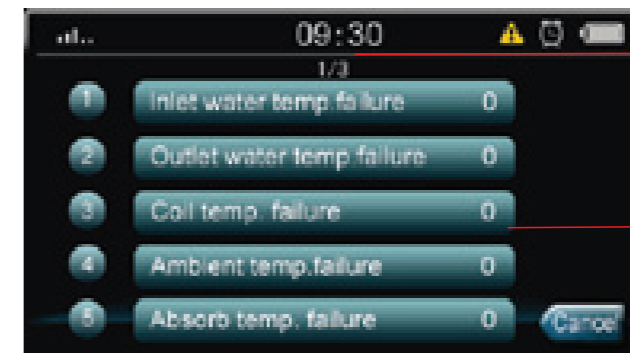 09:30
1/3
1 Inlet water temp.failure 0
2 Outlet water temp failure 0
3 Coil temp. failure 0
4 Ambient temp.failure 0
5 Absorb temp. failure 0
Cancel